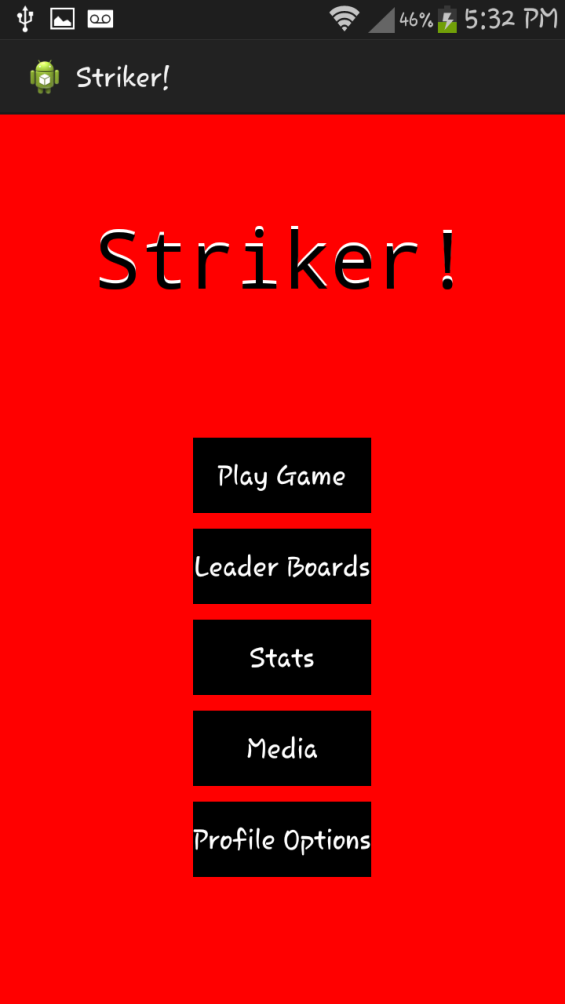 46% 5:32 PM
Striker!
Striker!
Play Game
Leader Boards
Stats
Media
Profile Options